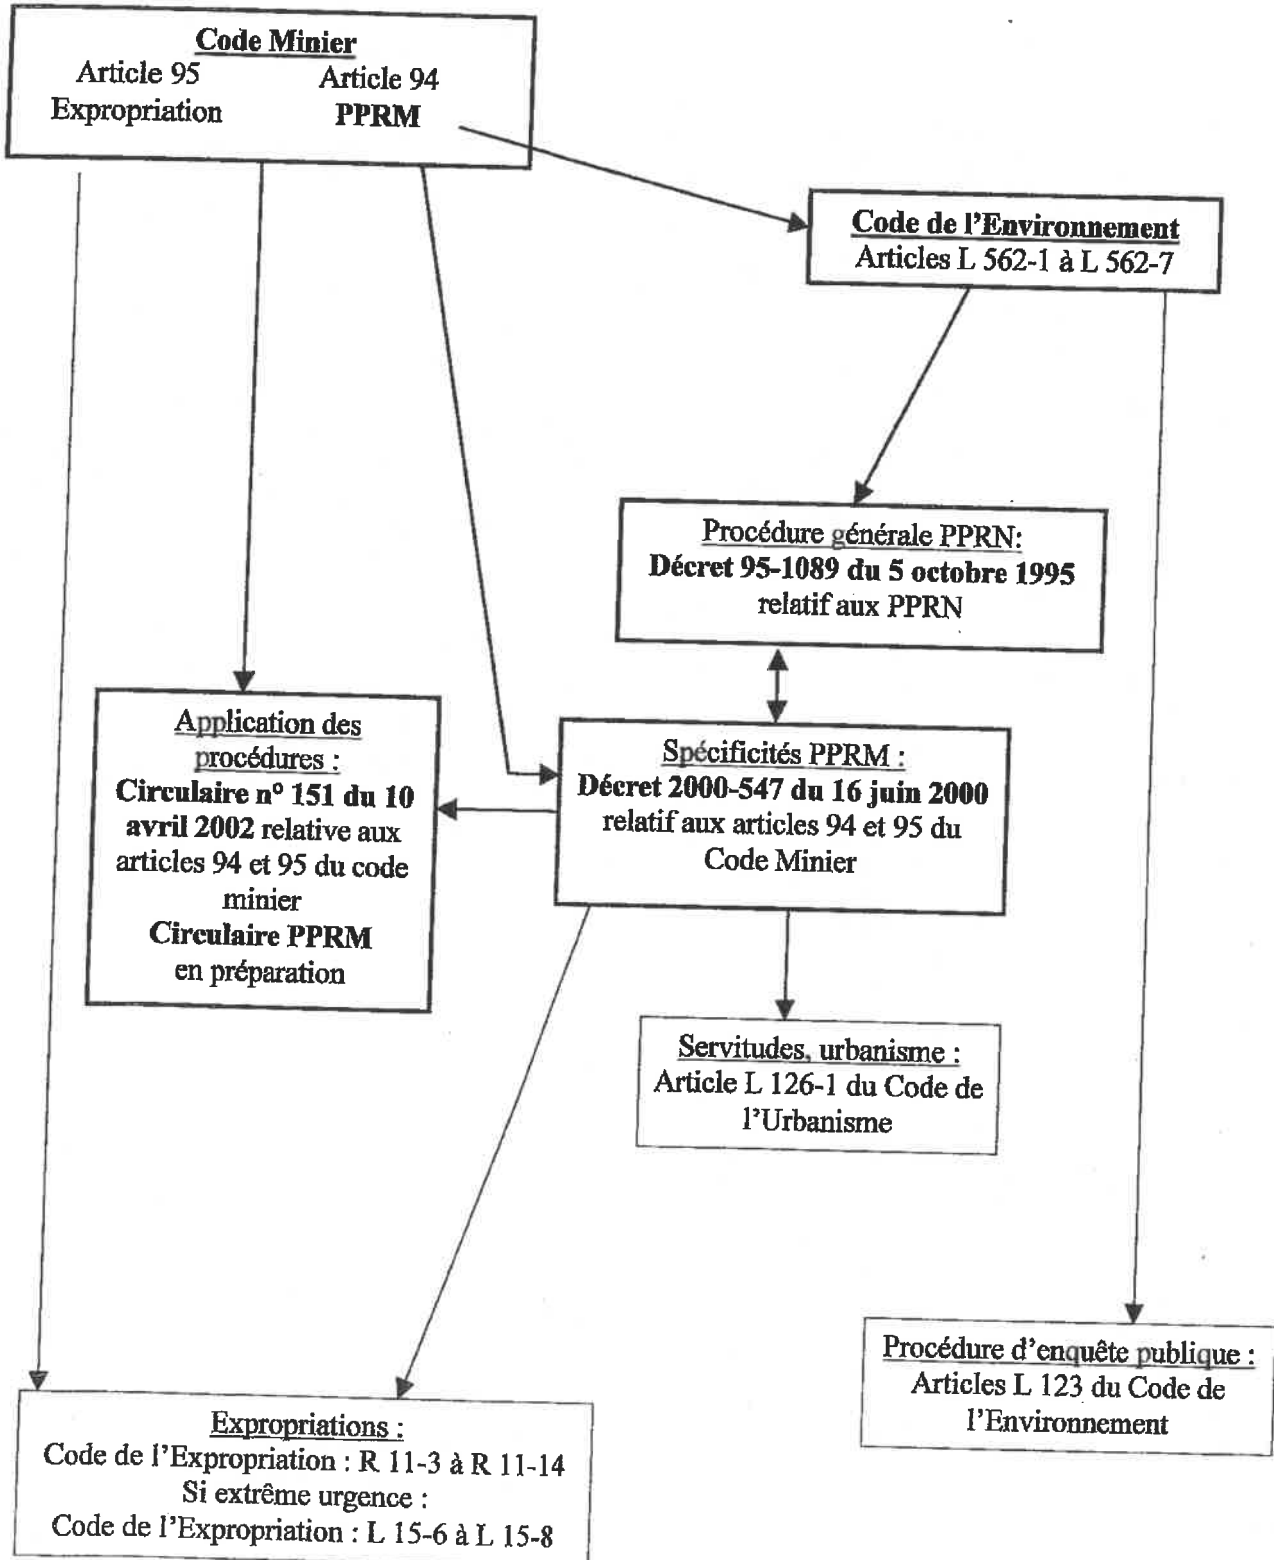 Code Minier
Article 95
Expropriation
Article 94
PPRM
Code de l'Environnement
Articles L 562-1 à L 562-7
Procédure générale PPRN:
Décret 95-1089 du 5 octobre 1995
relatif aux PPRN
Application des
procédures :
Circulaire n° 151 du 10
avril 2002 relative aux
articles 94 et 95 du code
minier
Circulaire PPRM
en préparation
Spécificités PPRM :
Décret 2000-547 du 16 juin 2000
relatif aux articles 94 et 95 du
Code Minier
Servitudes, urbanisme :
Article L 126-1 du Code de
l'Urbanisme
Procédure d'enquête publique :
Articles L 123 du Code de
l'Environnement
Expropriations :
Code de l'Expropriation : R 11-3 à R 11-14
Si extrême urgence :
Code de l'Expropriation : L 15-6 à L 15-8